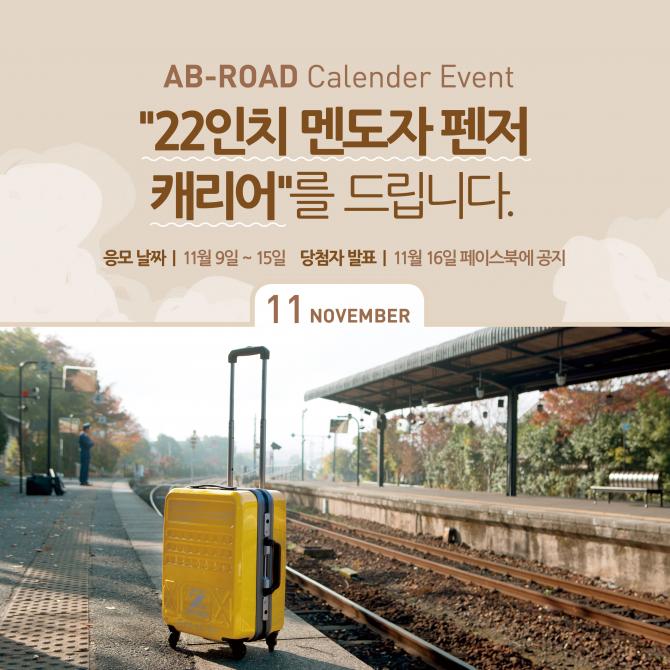 AB-ROAD Calender Event
"22인치 멘도자 펜저
캐리어"를 드립니다.
응모 날짜 | 11월 9일 ~ 15일 당첨자 발표 | 11월 16일 페이스북에 공지
11 NOVEMBER
Z